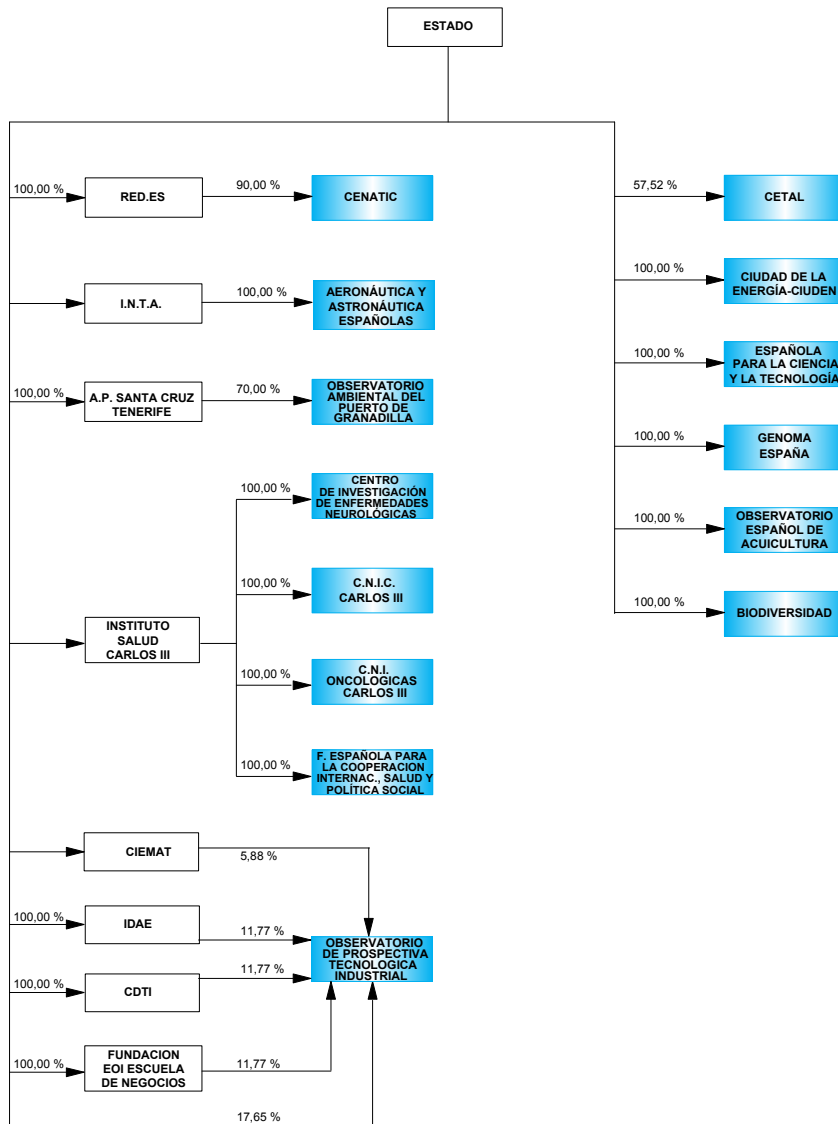 ESTADO
100,00 %
RED.ES
90,00 %
CENATIC
I.N.T.A.
100,00 %
AERONÁUTICA Y
ASTRONÁUTICA
ESPAÑOLAS
100,00 %
A.P. SANTA CRUZ
TENERIFE
70,00 %
OBSERVATORIO
AMBIENTAL DEL
PUERTO DE
GRANADILLA
INSTITUTO
SALUD
CARLOS III
100,00 %
CENTRO
DE INVESTIGACIÓN
DE ENFERMEDADES
NEUROLÓGICAS
100,00 %
C.N.I.C.
CARLOS III
100,00 %
C.N.I.
ONCOLOGICAS
CARLOS III
100,00 %
F. ESPAÑOLA PARA
LA COOPERACION
INTERNAC., SALUD Y
POLÍTICA SOCIAL
CIEMAT
5,88 %
100,00 %
IDAE
11,77 %
100,00 %
CDTI
11,77 %
100,00 %
FUNDACION
EOI ESCUELA
DE NEGOCIOS
11,77 %
17,65 %
OBSERVATORIO
DE PROSPECTIVA
TECNOLOGICA
INDUSTRIAL
57,52 %
CETAL
100,00 %
CIUDAD DE LA
ENERGÍA-CIUDEN
100,00 %
ESPAÑOLA
PARA LA CIENCIA
Y LA TECNOLOGÍA
100,00 %
GENOMA
ESPAÑA
100,00 %
OBSERVATORIO
ESPAÑOL DE
ACUICULTURA
100,00 %
BIODIVERSIDAD